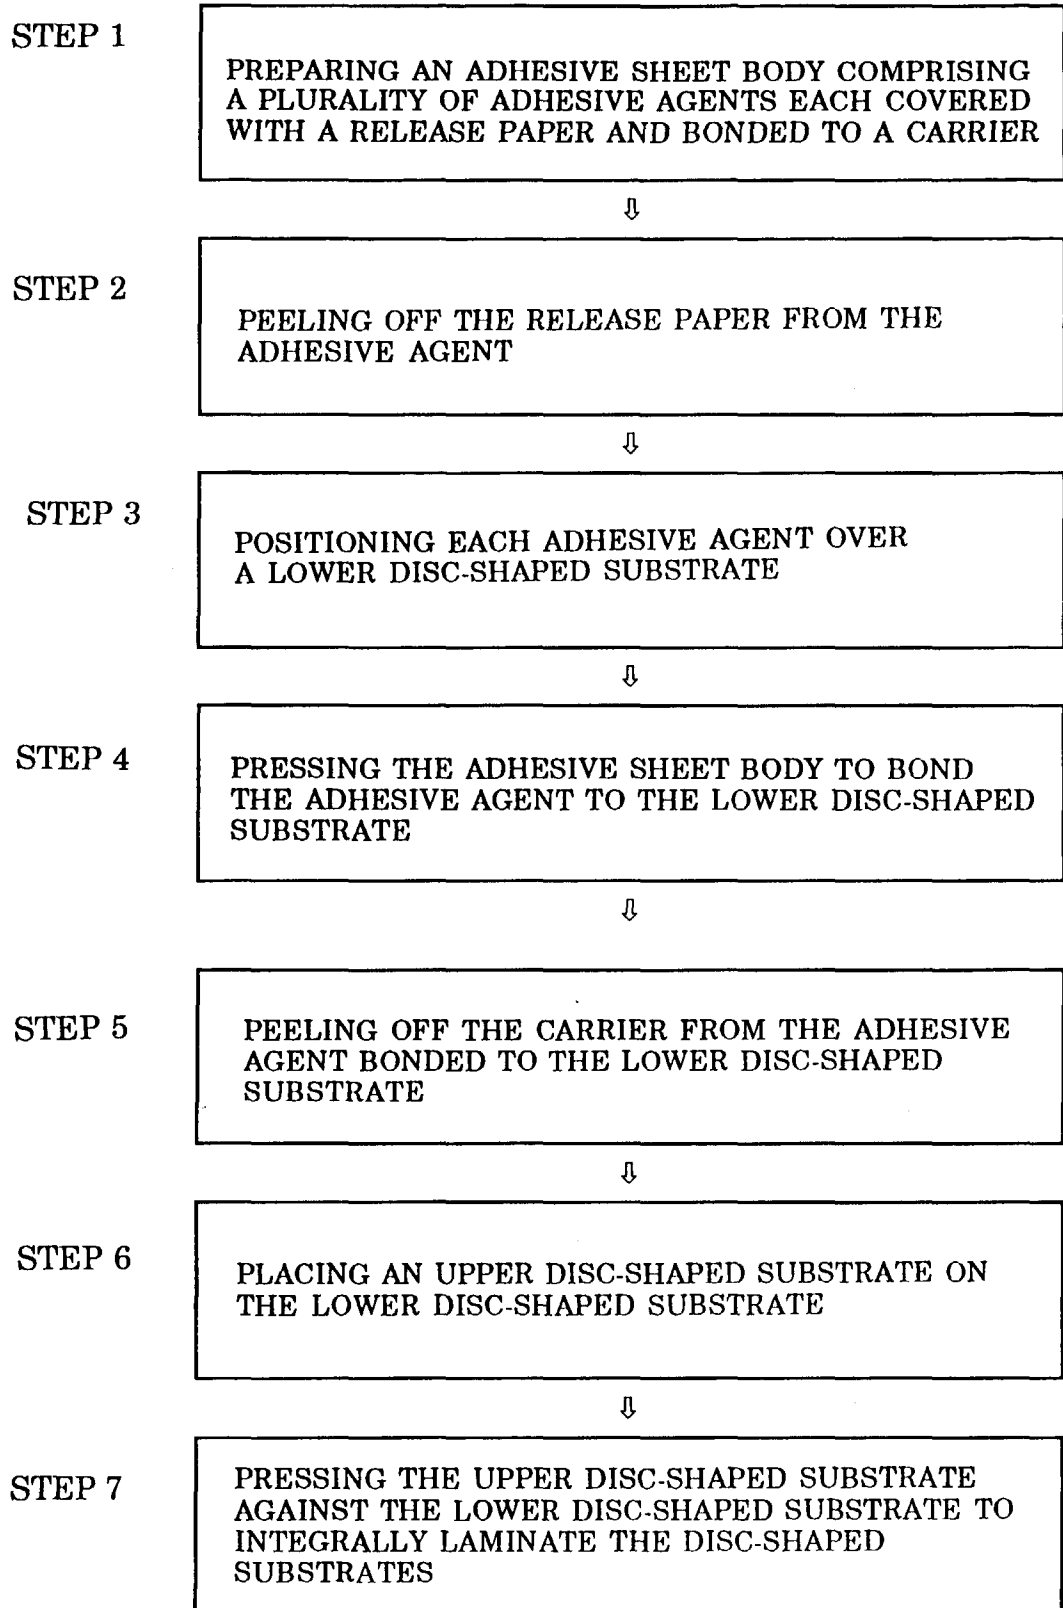 STEP 1
PREPARING AN ADHESIVE SHEET BODY COMPRISING
A PLURALITY OF ADHESIVE AGENTS EACH COVERED
WITH A RELEASE PAPER AND BONDED TO A CARRIER
⇩
STEP 2
PEELING OFF THE RELEASE PAPER FROM THE
ADHESIVE AGENT
⇩
STEP 3
POSITIONING EACH ADHESIVE AGENT OVER
A LOWER DISC-SHAPED SUBSTRATE
⇩
STEP 4
PRESSING THE ADHESIVE SHEET BODY TO BOND
THE ADHESIVE AGENT TO THE LOWER DISC-SHAPED
SUBSTRATE
⇩
STEP 5
PEELING OFF THE CARRIER FROM THE ADHESIVE
AGENT BONDED TO THE LOWER DISC-SHAPED
SUBSTRATE
⇩
STEP 6
PLACING AN UPPER DISC-SHAPED SUBSTRATE ON
THE LOWER DISC-SHAPED SUBSTRATE
⇩
STEP 7
PRESSING THE UPPER DISC-SHAPED SUBSTRATE
AGAINST THE LOWER DISC-SHAPED SUBSTRATE TO
INTEGRALLY LAMINATE THE DISC-SHAPED
SUBSTRATES